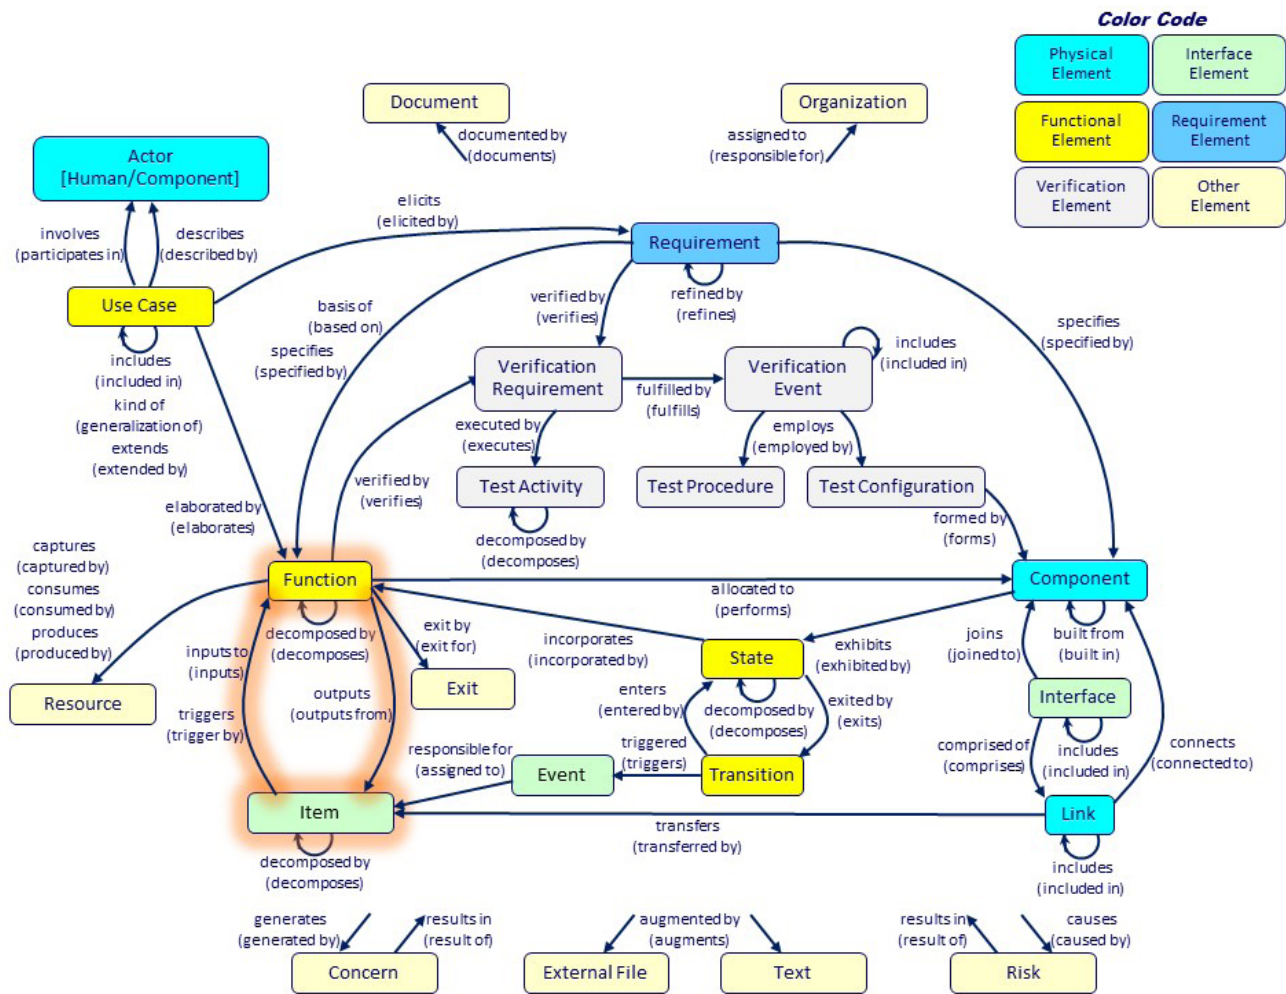 Color Code
Physical
Element
Interface
Element
Functional
Element
Requirement
Element
Verification
Element
Other
Element
Document
Organization
documented by
(documents)
assigned to
(responsible for)
Actor
[Human/Component]
elicits
(elicited by)
involves
(participates in)
describes
(described by)
Requirement
Use Case
refined by
(refines)
basis of
(based on)
verified by
(verifies)
specifies
(specified by)
specifies
(specified by)
includes
(included in)
kind of
(generalization of)
extends
(extended by)
Verification
Requirement
fulfilled by
(fulfills)
Verification
Event
includes
(included in)
executed by
(executes)
employs
(employed by)
verified by
(verifies)
Test Activity
Test Procedure
Test Configuration
elaborated by
(elaborates)
decomposed by
(decomposes)
formed by
(forms)
captures
(captured by)
consumes
(consumed by)
produces
(produced by)
Function
allocated to
(performs)
Component
decomposed by
(decomposes)
exit by
(exit for)
incorporates
(incorporated by)
built from
(built in)
joins
(joined to)
inputs to
(inputs)
State
exhibits
(exhibited by)
Resource
outputs
(outputs from)
Exit
enters
(entered by)
decomposed by
(decomposes)
exited by
(exits)
Interface
triggers
(trigger by)
includes
(included in)
responsible for
(assigned to)
Event
triggered
(triggers)
Transition
comprised of
(comprises)
connects
(connected to)
Item
transfers
(transferred by)
Link
decomposed by
(decomposes)
includes
(included in)
generates
(generated by)
results in
(result of)
augmented by
(augments)
results in
(result of)
causes
(caused by)
Concern
External File
Text
Risk